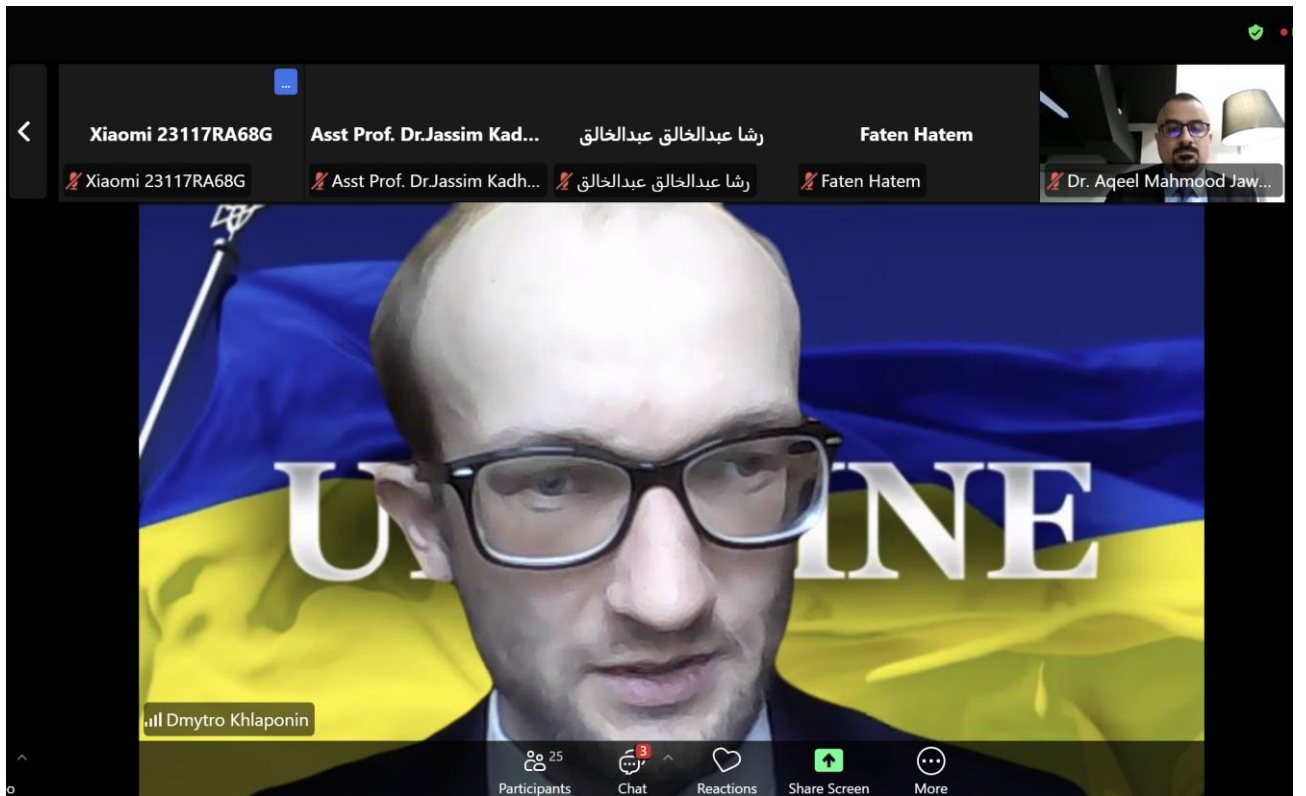 ...
Xiaomi 23117RA68G
Asst Prof. Dr.Jassim Kad...
رشا عبدالخالق عبدالخالق
Faten Hatem
Xiaomi 23117RA68G
Asst Prof. Dr.Jassim Kadh...
رشا عبدالخالق عبدالخالق
Faten Hatem
Dr. Aqeel Mahmood Jaw...
U INE
Dmytro Khlaponin
25
3
Participants
Chat
Reactions
Share Screen
More